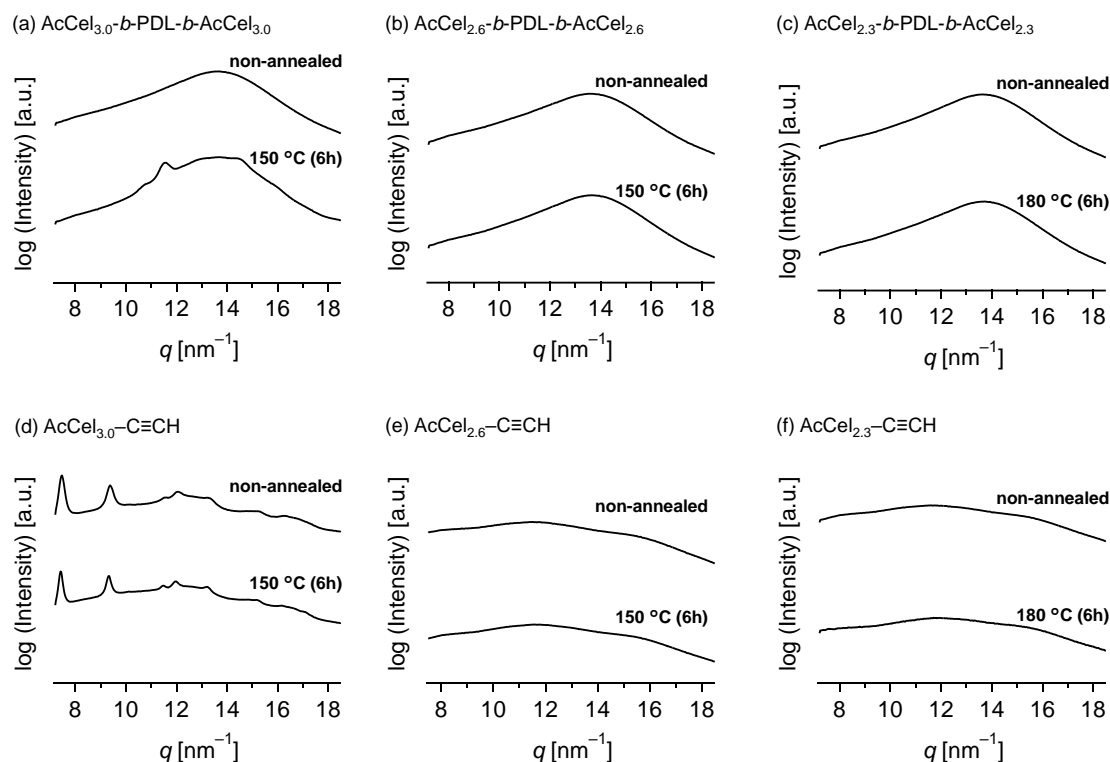 (a) AcCel₃.₀-b-PDL-b-AcCel₃.₀
non-annealed
150 °C (6h)
log (Intensity) [a.u.]
8 10 12 14 16 18
q [nm⁻¹]
(b) AcCel₂.₆-b-PDL-b-AcCel₂.₆
non-annealed
150 °C (6h)
log (Intensity) [a.u.]
8 10 12 14 16 18
q [nm⁻¹]
(c) AcCel₂.₃-b-PDL-b-AcCel₂.₃
non-annealed
180 °C (6h)
log (Intensity) [a.u.]
8 10 12 14 16 18
q [nm⁻¹]
(d) AcCel₃.₀–C≡CH
non-annealed
150 °C (6h)
log (Intensity) [a.u.]
8 10 12 14 16 18
q [nm⁻¹]
(e) AcCel₂.₆–C≡CH
non-annealed
150 °C (6h)
log (Intensity) [a.u.]
8 10 12 14 16 18
q [nm⁻¹]
(f) AcCel₂.₃–C≡CH
non-annealed
180 °C (6h)
log (Intensity) [a.u.]
8 10 12 14 16 18
q [nm⁻¹]